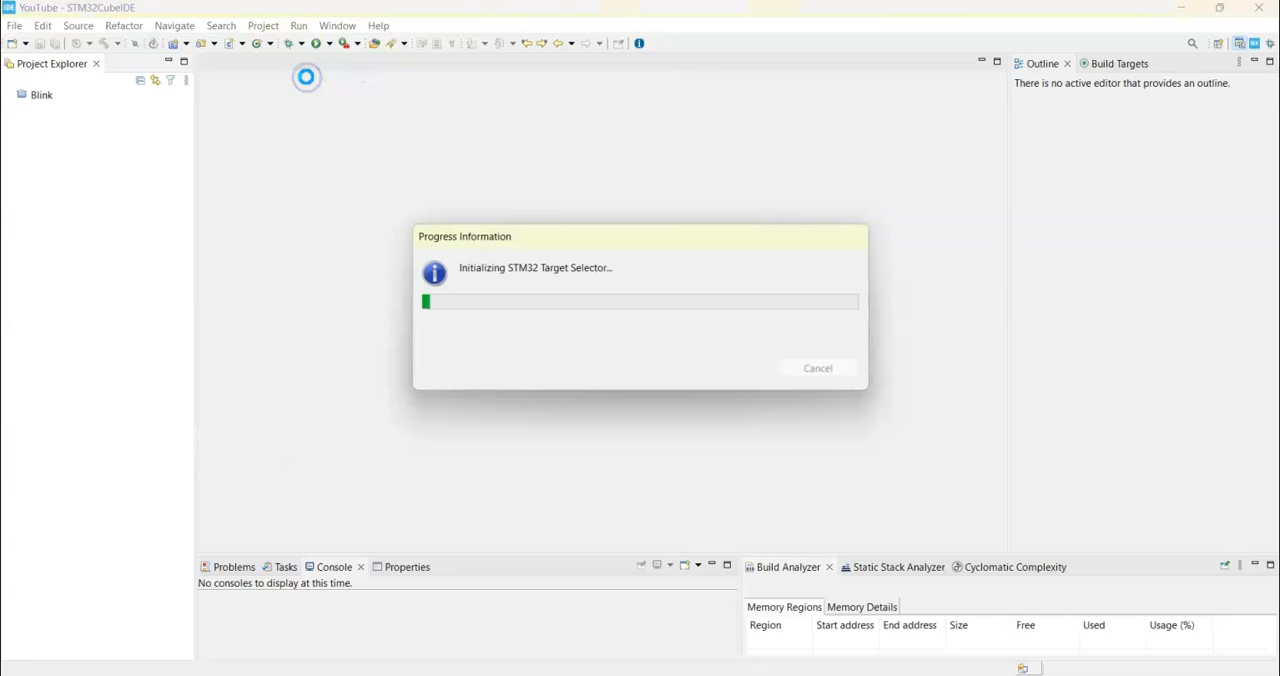 IDE YouTube - STM32CubeIDE
File Edit Source Refactor Navigate Search Project Run Window Help
Project Explorer
Outline Build Targets
Blink
There is no active editor that provides an outline.
Progress Information
Initializing STM32 Target Selector...
Cancel
Problems Tasks Console Properties
No consoles to display at this time.
Build Analyzer Static Stack Analyzer Cyclomatic Complexity
Memory Regions Memory Details
Region Start address End address Size Free Used Usage (%)